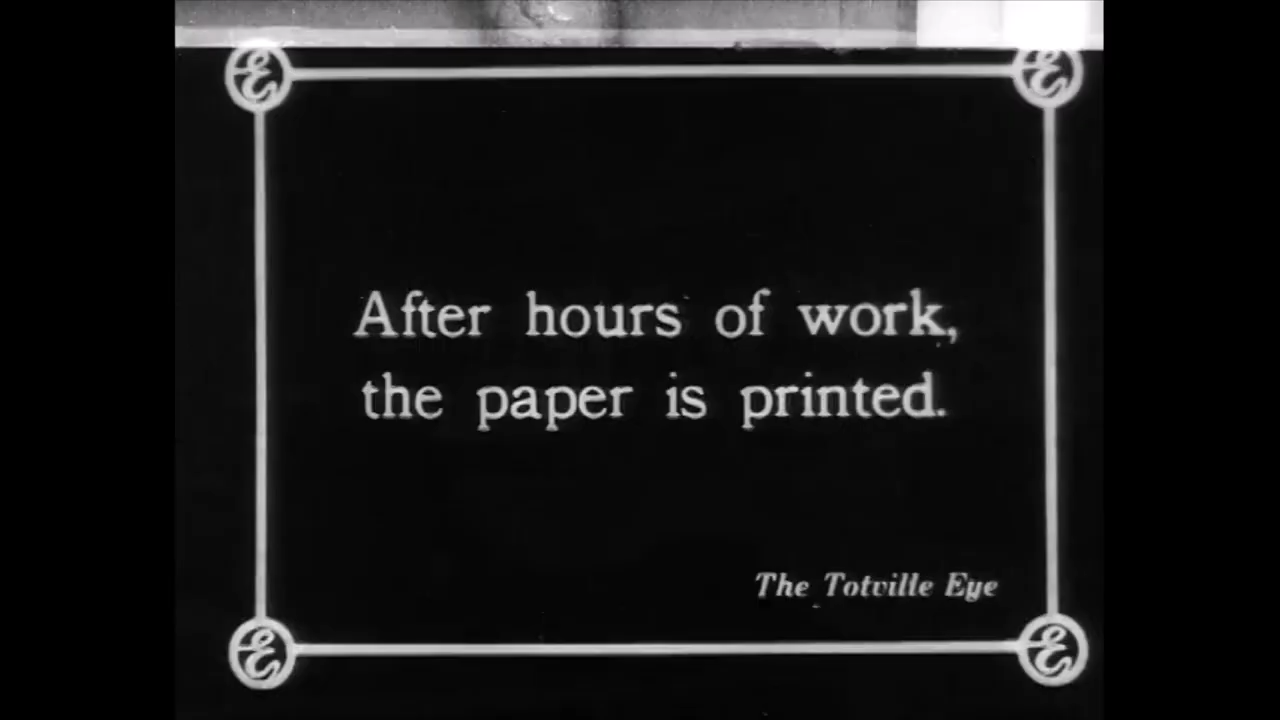 E E
After hours of work,
the paper is printed.
The Totville Eye
E E